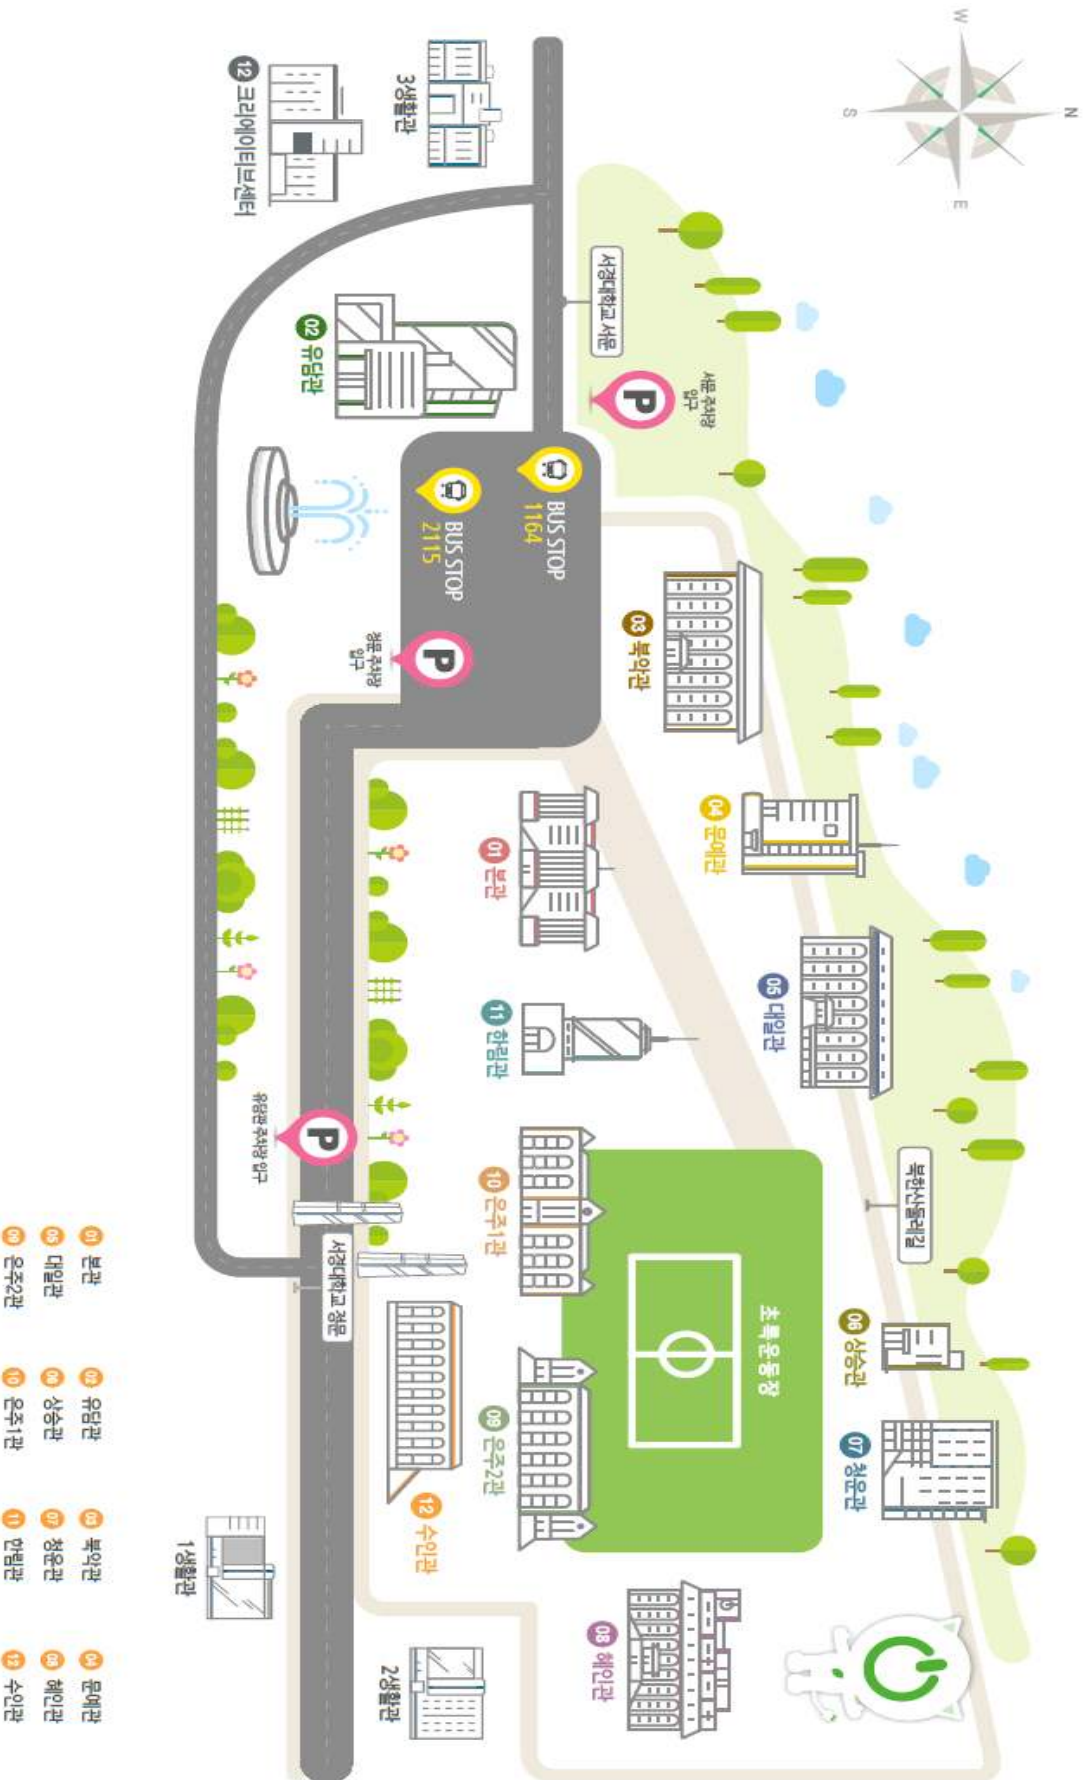 N
W
E
S
북한산둘레길
06 상승관
07 청운관
05 대일관
초록운동장
04 문예관
서문 주차장
입구
03 북악관
서경대학교 서문
08 혜인관
BUS STOP
1164
01 본관
11 한림관
10 은주1관
09 은주2관
BUS STOP
2115
P
P
P
12 수인관
3생활관
2생활관
정문 주차장
입구
서경대학교 정문
02 유담관
유담관 주차장 입구
12 크리에이티브센터
1생활관
01 본관 02 유담관 03 북악관 04 문예관
05 대일관 06 상승관 07 청운관 08 혜인관
09 은주2관 10 은주1관 11 한림관 12 수인관